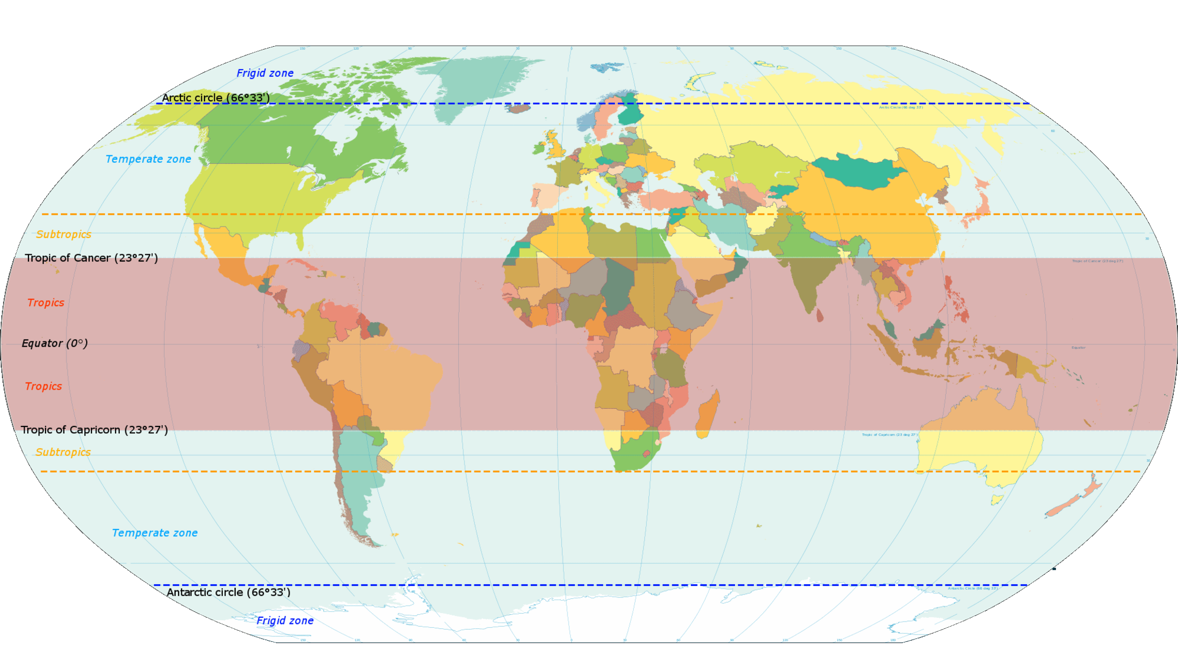 Frigid zone
Arctic circle (66°33')
Temperate zone
Subtropics
Tropic of Cancer (23°27')
Tropics
Equator (0°)
Equator
Tropics
Tropic of Capricorn (23°27')
Subtropics
Temperate zone
Antarctic circle (66°33')
Frigid zone